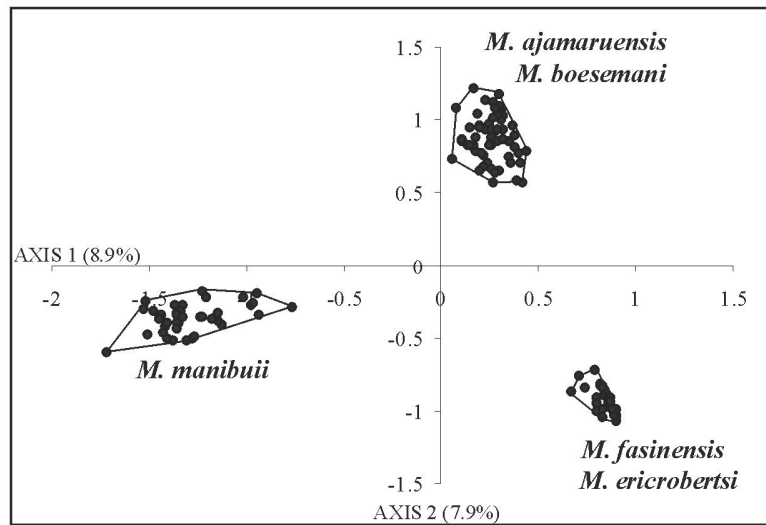 1.5
M. ajamaruensis
M. boesemani
1
0.5
AXIS 1 (8.9%)
0
-2
-1.5
-1
-0.5
0
0.5
1
1.5
-0.5
M. manibuii
-1
M. fasinensis
M. ericrobertsi
-1.5
AXIS 2 (7.9%)